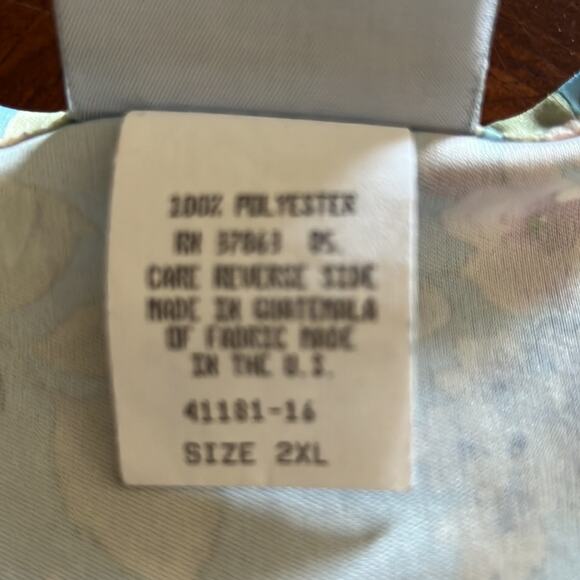 100% POLYESTER
RN 37863 DS.
CARE REVERSE SIDE
MADE IN GUATEMALA
OF FABRIC MADE
IN THE U.S.
41181-16
SIZE 2XL